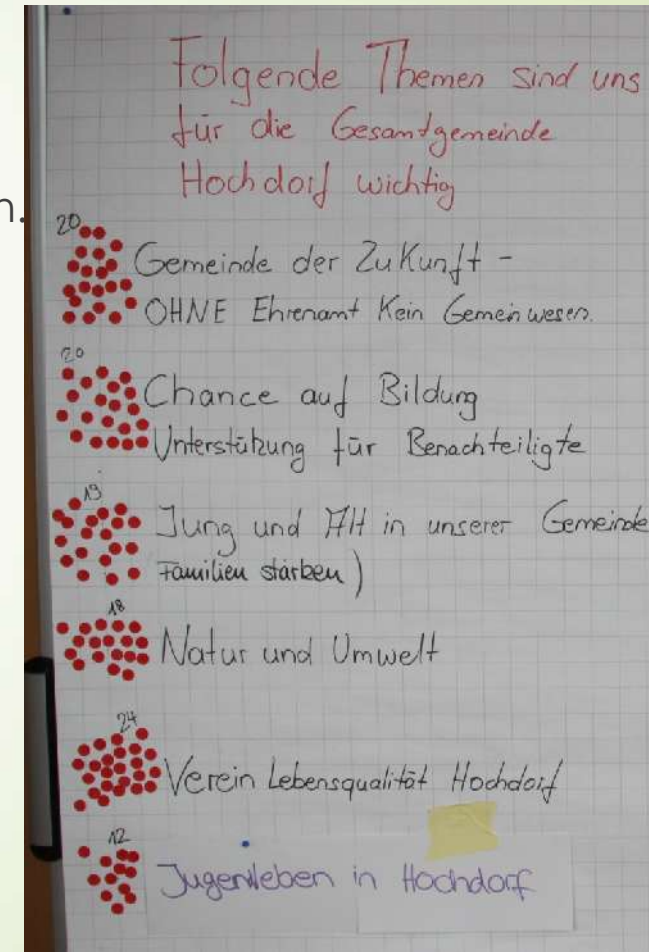 Folgende Themen sind uns
für die Gesamtgemeinde
Hochdorf wichtig
n.
20
Gemeinde der Zukunft -
OHNE Ehrenamt Kein Gemeinwesen.
20
Chance auf Bildung
Unterstützung für Benachteiligte
19
Jung und Alt in unserer Gemeinde
Familien stärken)
18
Natur und Umwelt
24
Verein Lebensqualität Hochdorf
12
Jugendleben in Hochdorf